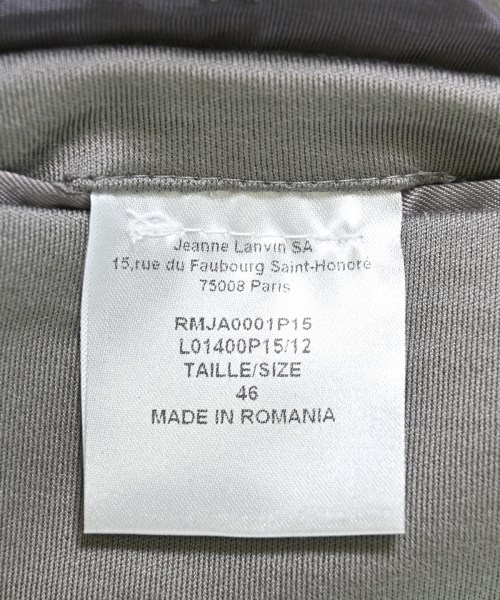 Jeanne Lanvin SA
15,rue du Faubourg Saint-Honoré
75008 Paris
RMJA0001P15
L01400P15/12
TAILLE/SIZE
46
MADE IN ROMANIA